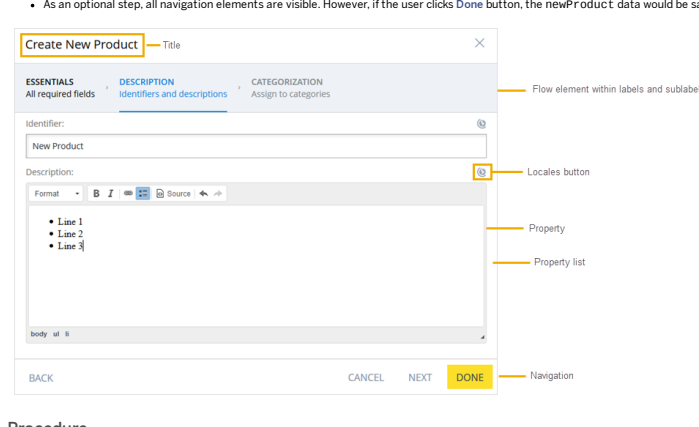 As an optional step, all navigation elements are visible. However, if the user clicks Done button, the newProduct data would be sa
Create New Product
Title
ESSENTIALS
All required fields
DESCRIPTION
Identifiers and descriptions
CATEGORIZATION
Assign to categories
Flow element within labels and sublabe
Identifier:
New Product
Description:
Locales button
Format B I Source
Line 1
Line 2
Line 3
Property
Property list
body ul li
BACK CANCEL NEXT DONE
Navigation
Procedure